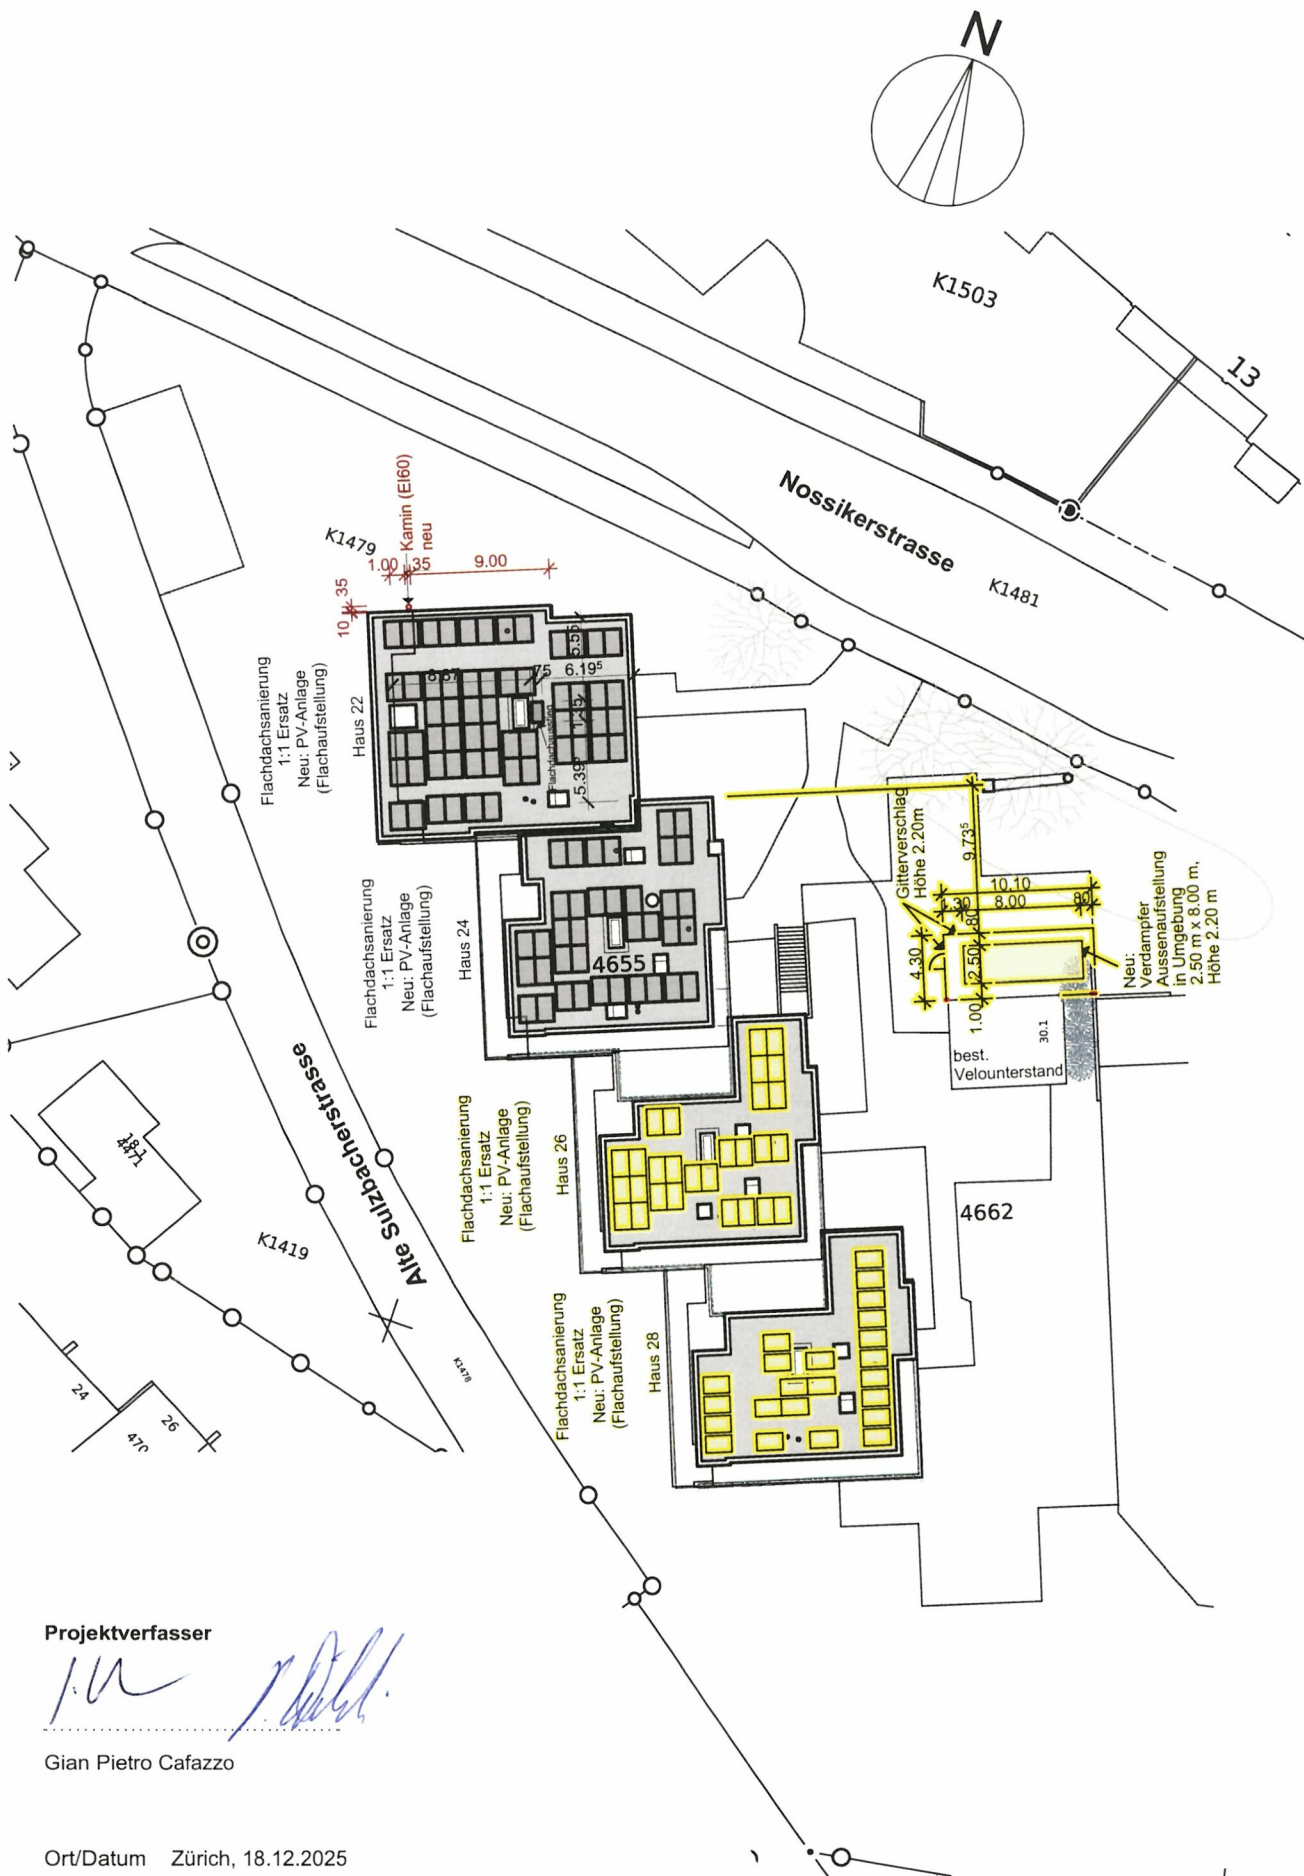 N
K1503
13
Nossikerstrasse
K1481
K1479
Kamin (EI60)
neu
1.00
35
9.00
35
10
Flachdachsanierung
1:1 Ersatz
Neu: PV-Anlage
(Flachaufstellung)
Haus 22
8.87
75
6.19⁵
Flachdachausstieg
5.39⁵
Flachdachsanierung
1:1 Ersatz
Neu: PV-Anlage
(Flachaufstellung)
Haus 24
4655
Gitterverschlag
Höhe 2.20m
9.73⁵
10.10
1.30
8.00
80
80
4.30
2.50
1.00
Neu:
Verdampfer
Aussenaufstellung
in Umgebung
2.50 m x 8.00 m,
Höhe 2.20 m
30.1
best.
Velounterstand
Flachdachsanierung
1:1 Ersatz
Neu: PV-Anlage
(Flachaufstellung)
Haus 26
4662
Flachdachsanierung
1:1 Ersatz
Neu: PV-Anlage
(Flachaufstellung)
Haus 28
Alte Sulzbacherstrasse
K1419
K1478
24
26
Projektverfasser
Gian Pietro Cafazzo
Ort/Datum Zürich, 18.12.2025